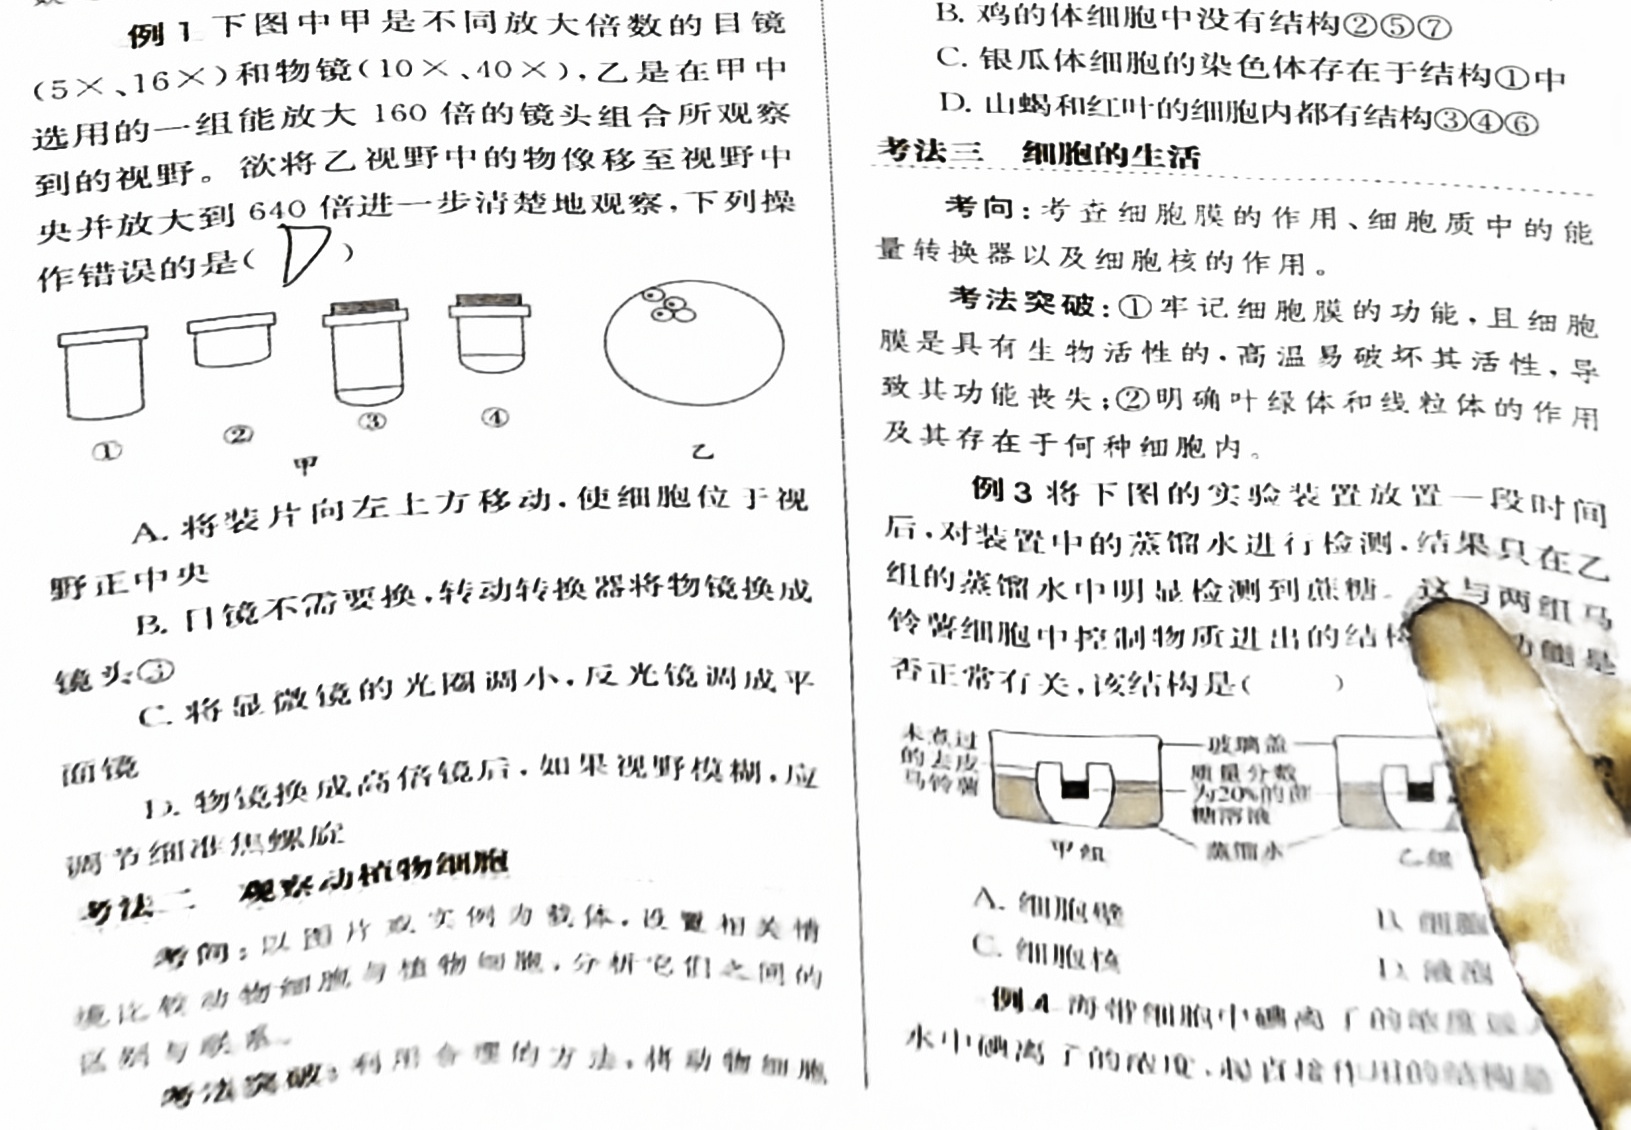 例1 下图中甲是不同放大倍数的目镜
(5×、16×)和物镜(10×、40×),乙是在甲中
选用的一组能放大 160 倍的镜头组合所观察
到的视野。欲将乙视野中的物像移至视野中
央并放大到 640 倍进一步清楚地观察,下列操
作错误的是( D )
① ② ③ ④
甲 乙
A. 将装片向左上方移动,使细胞位于视
野正中央
B. 目镜不需要换,转动转换器将物镜换成
镜头③
C. 将显微镜的光圈调小,反光镜调成平
面镜
D. 物镜换成高倍镜后,如果视野模糊,应
调节细准焦螺旋
考法二 观察动植物细胞
考向:以图片或实例为载体,设置相关情
境比较动物细胞与植物细胞,分析它们之间的
区别与联系。
考法突破:利用合理的方法,将动物细胞
B. 鸡的体细胞中没有结构②⑤⑦
C. 银瓜体细胞的染色体存在于结构①中
D. 山蝎和红叶的细胞内都有结构③④⑥
考法三 细胞的生活
考向:考查细胞膜的作用、细胞质中的能
量转换器以及细胞核的作用。
考法突破:①牢记细胞膜的功能,且细胞
膜是具有生物活性的,高温易破坏其活性,导
致其功能丧失;②明确叶绿体和线粒体的作用
及其存在于何种细胞内。
例3 将下图的实验装置放置一段时间
后,对装置中的蒸馏水进行检测,结果只在乙
组的蒸馏水中明显检测到蔗糖。这与两组马
铃薯细胞中控制物质进出的结构 功能是
否正常有关,该结构是( )
未煮过
的去皮
马铃薯
玻璃盖
质量分数
为20%的蔗
糖溶液
蒸馏水
甲组 乙组
A. 细胞壁 B. 细胞
C. 细胞核 D. 液泡
例4 海带细胞中碘离子的浓度
水中碘离子的浓度,起直接作用的结构是